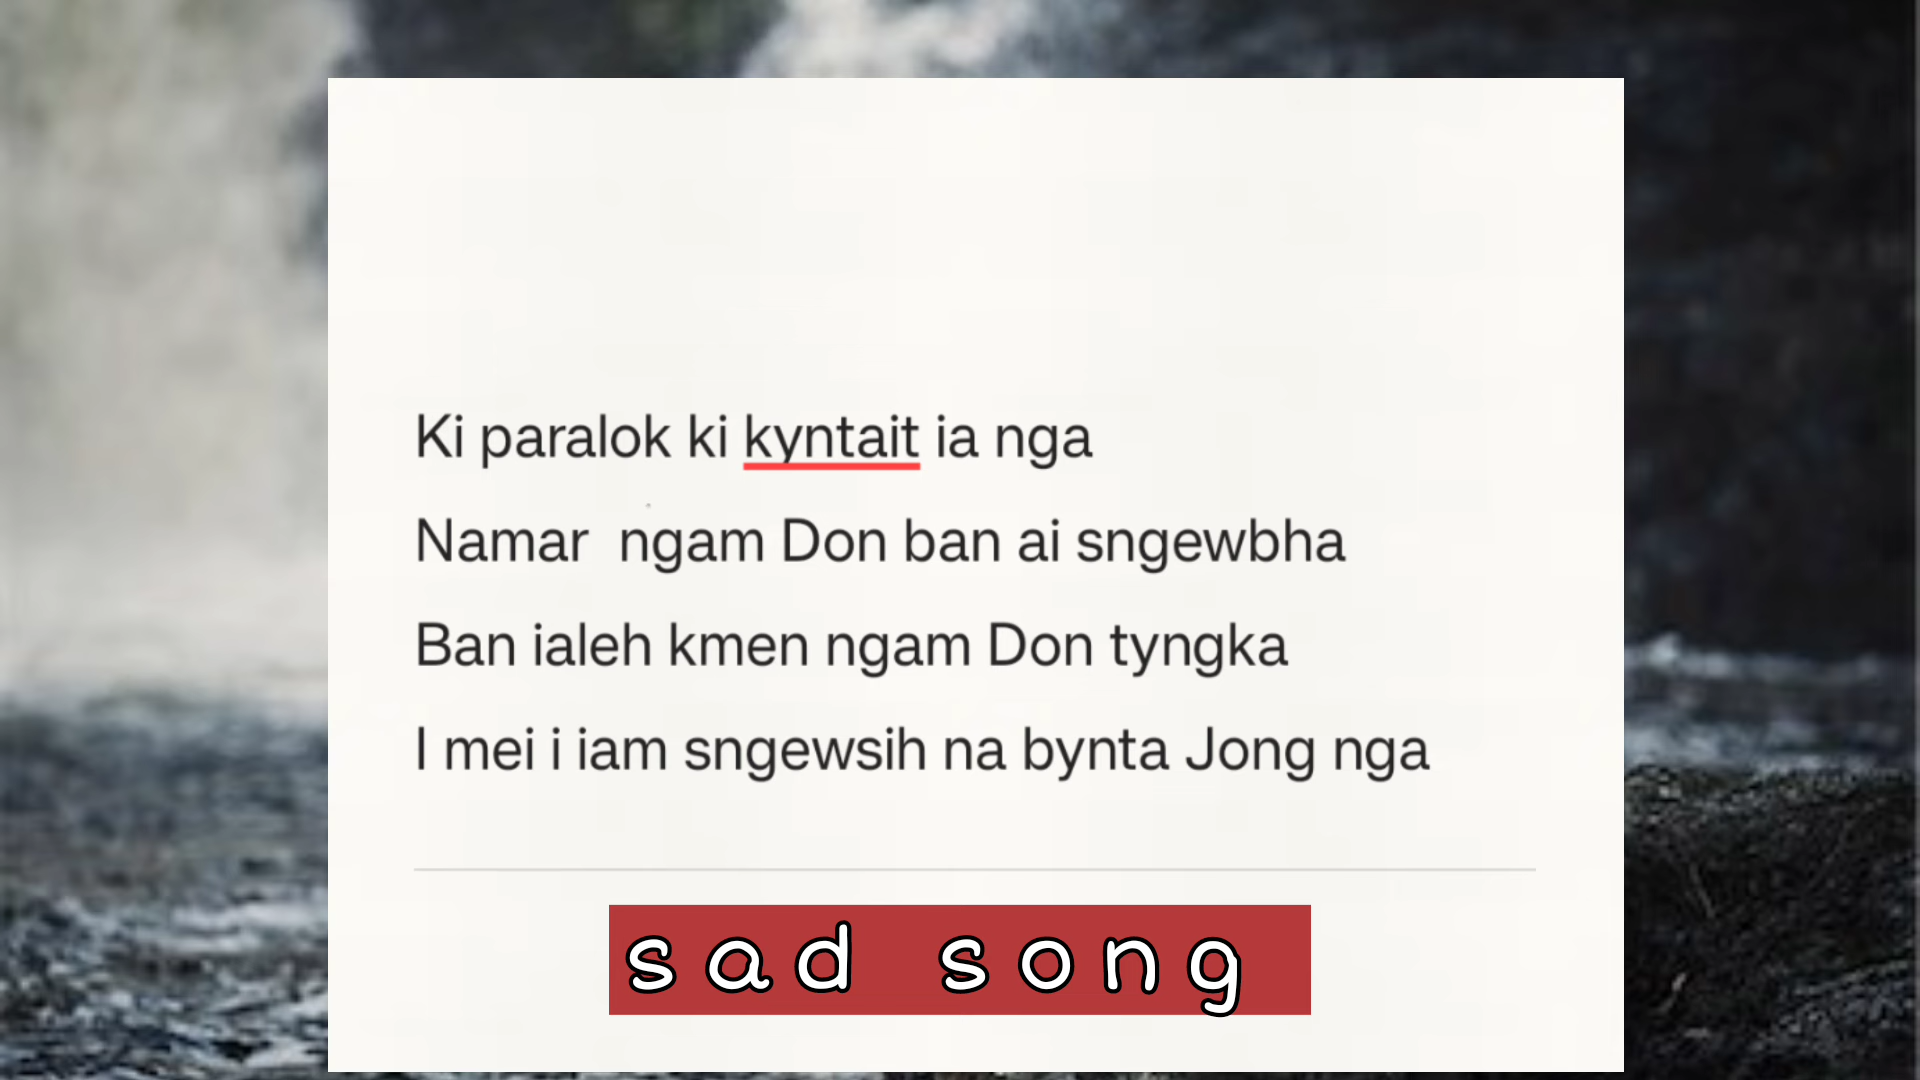 Ki paralok ki kyntait ia nga
Namar  ngam Don ban ai sngewbha
Ban ialeh kmen ngam Don tyngka
I mei i iam sngewsih na bynta Jong nga
sad song